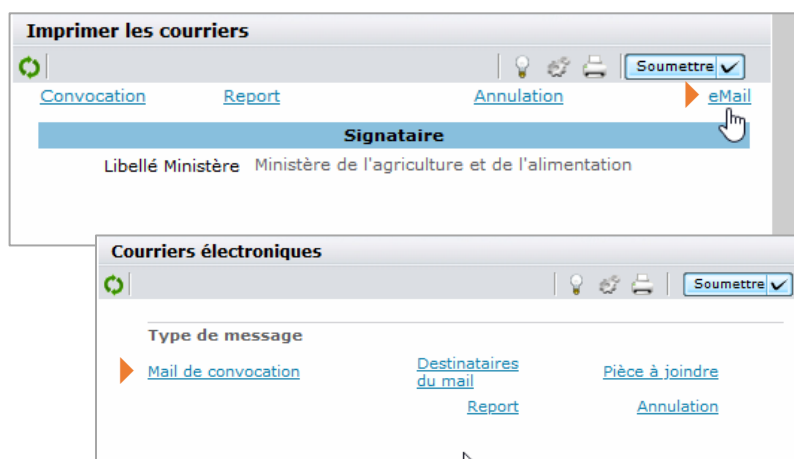 Imprimer les courriers
Soumettre
Convocation Report Annulation eMail
Signataire
Libellé Ministère Ministère de l'agriculture et de l'alimentation
Courriers électroniques
Soumettre
Type de message
Mail de convocation Destinataires du mail Pièce à joindre
Report Annulation